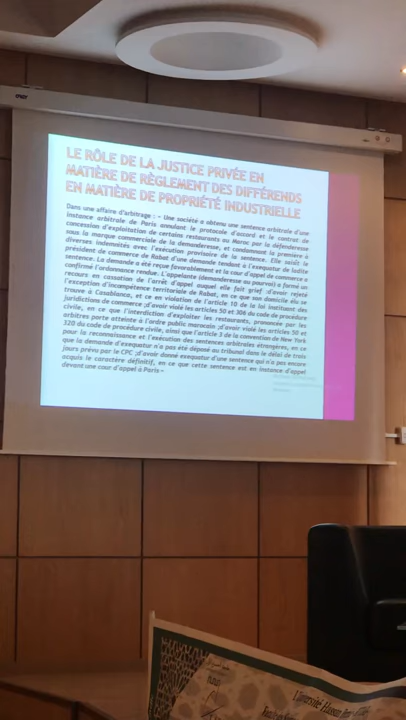 LE RÔLE DE LA JUSTICE PRIVÉE EN
MATIÈRE DE RÈGLEMENT DES DIFFÉRENDS
EN MATIÈRE DE PROPRIÉTÉ INDUSTRIELLE
Dans une affaire d'arbitrage : « Une société a obtenu une sentence arbitrale d'une
instance arbitrale de Paris annulant le protocole d'accord et le contrat de
concession d'exploitation de certains restaurants au Maroc par la défenderesse
sous la marque commerciale de la demanderesse, et condamnant la première à
diverses indemnités avec l'exécution provisoire de la sentence. Elle saisit le
président de commerce de Rabat d'une demande tendant à l'exequatur de ladite
sentence. La demande a été reçue favorablement et la cour d'appel de commerce a
confirmé l'ordonnance rendue. L'appelante (demanderesse au pourvoi) a formé un
recours en cassation de l'arrêt d'appel auquel elle fait grief d'avoir rejeté
l'exception d'incompétence territoriale de Rabat, en ce que son domicile élu se
trouve à Casablanca, et ce en violation de l'article 10 de la loi instituant des
juridictions de commerce ;d'avoir violé les articles 50 et 306 du code de procédure
civile, en ce que l'interdiction d'exploiter les restaurants, prononcée par les
arbitres porte atteinte à l'ordre public marocain ;d'avoir violé les articles 50 et
320 du code de procédure civile, ainsi que l'article 3 de la convention de New York
pour la reconnaissance et l'exécution des sentences arbitrales étrangères, en ce
que la demande d'exequatur n'a pas été déposé au tribunal dans le délai de trois
jours prévu par le CPC ;d'avoir donné exequatur d'une sentence qui n'a pas encore
acquis le caractère définitif, en ce que cette sentence est en instance d'appel
devant une cour d'appel à Paris »
L'Université Hassan